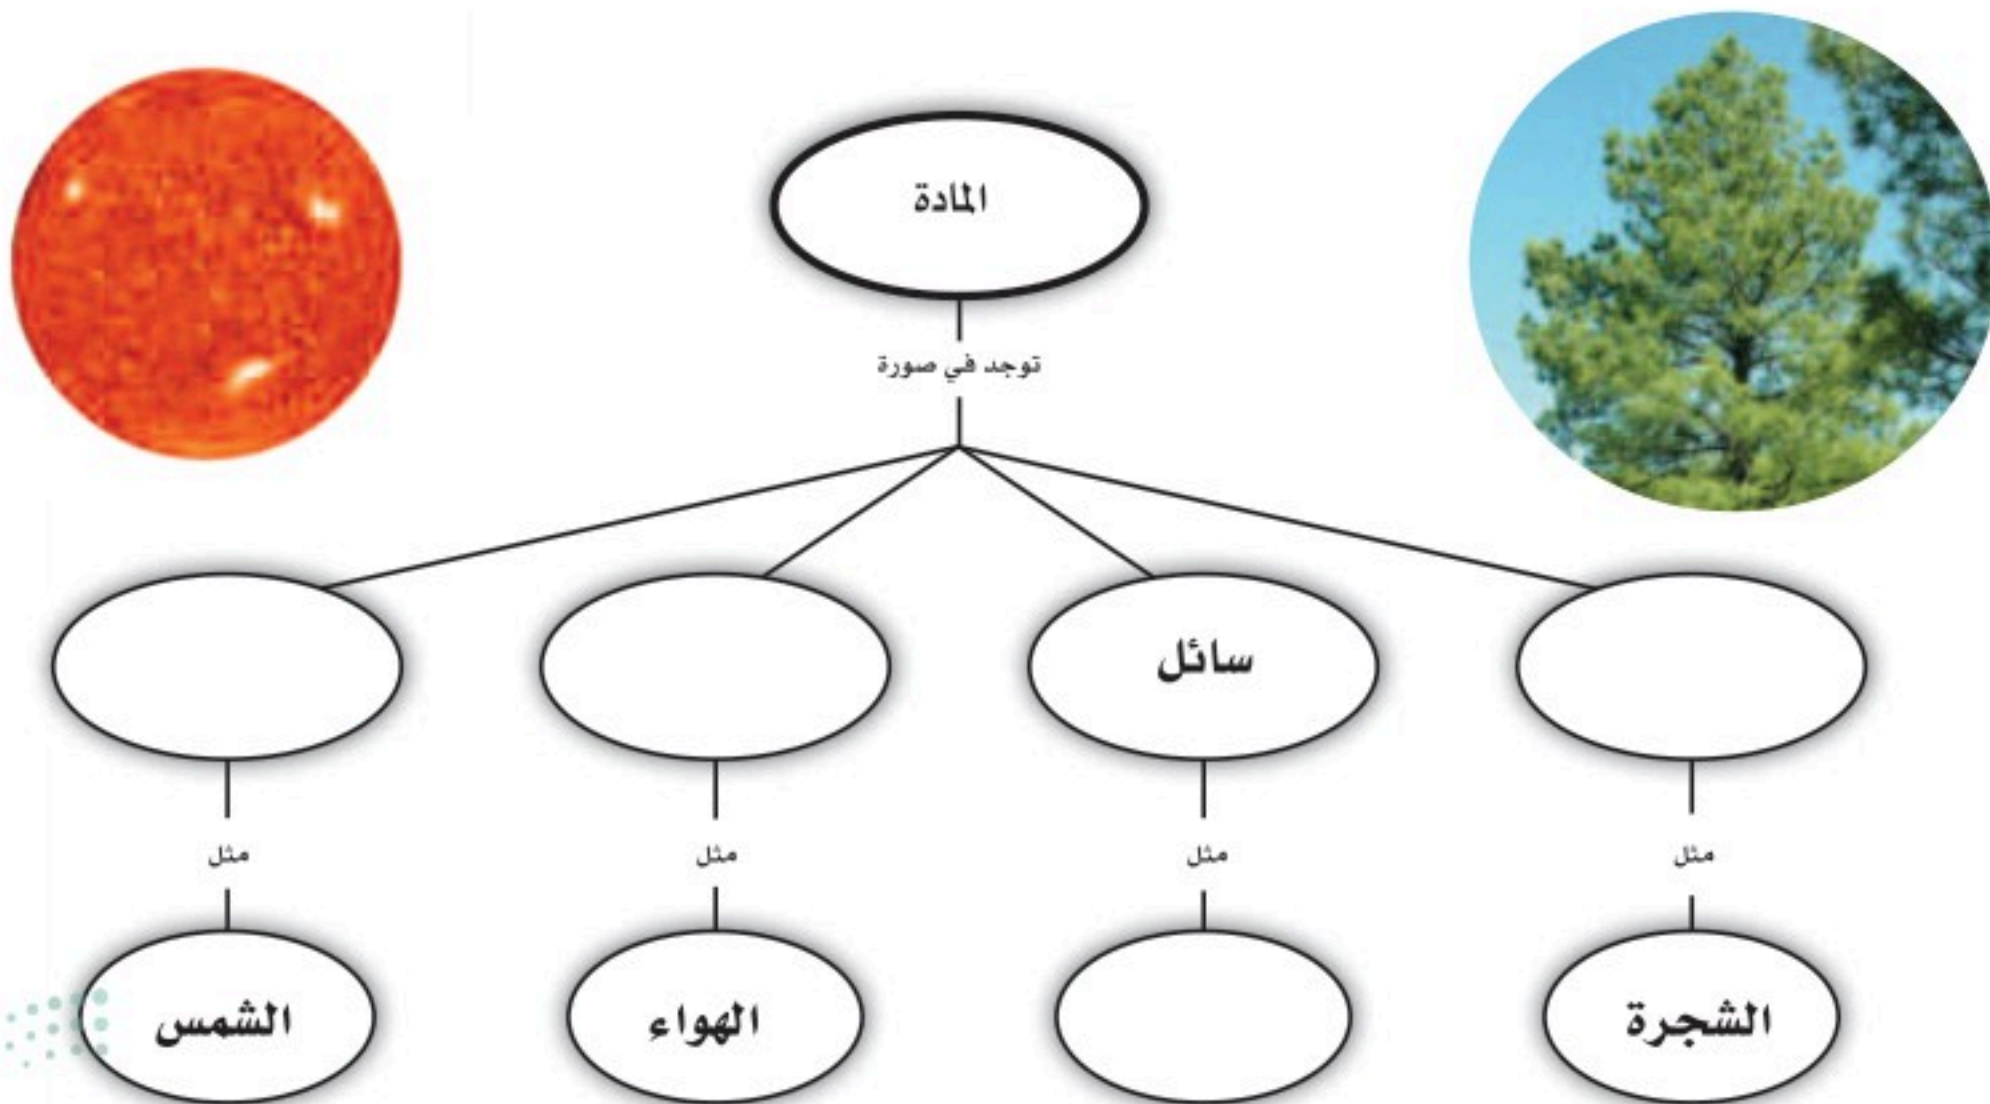 المادة
توجد في صورة
سائل
مثل
مثل
مثل
مثل
الشجرة
الهواء
الشمس